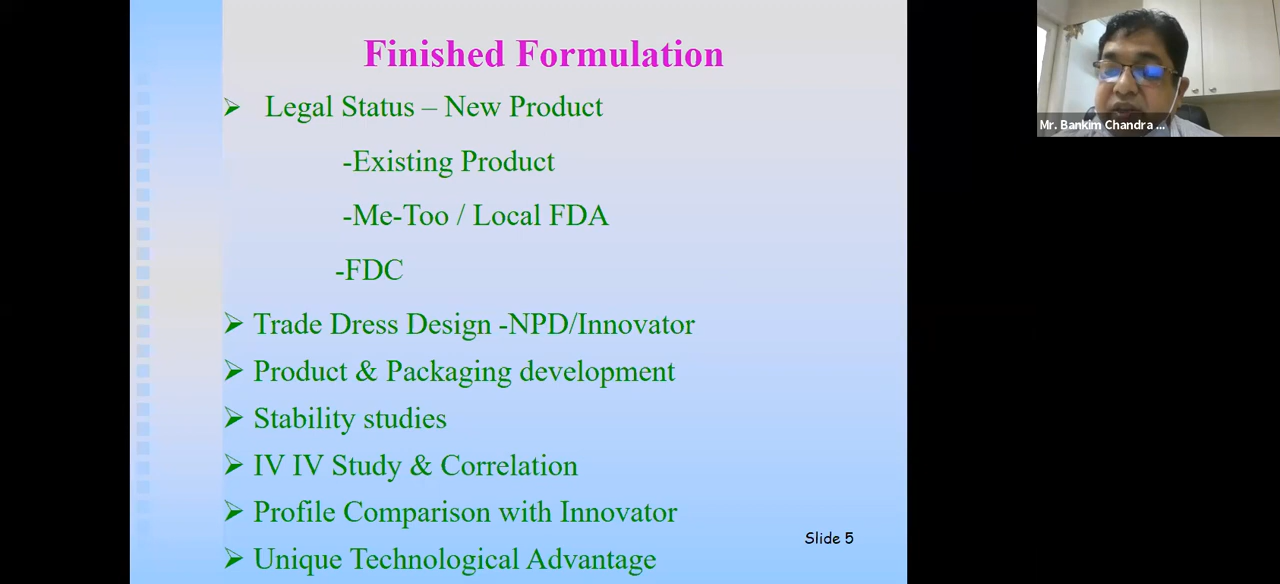 Finished Formulation
➢ Legal Status – New Product
-Existing Product
-Me-Too / Local FDA
-FDC
➢ Trade Dress Design -NPD/Innovator
➢ Product & Packaging development
➢ Stability studies
➢ IV IV Study & Correlation
➢ Profile Comparison with Innovator
➢ Unique Technological Advantage
Slide 5
Mr. Bankim Chandra ...